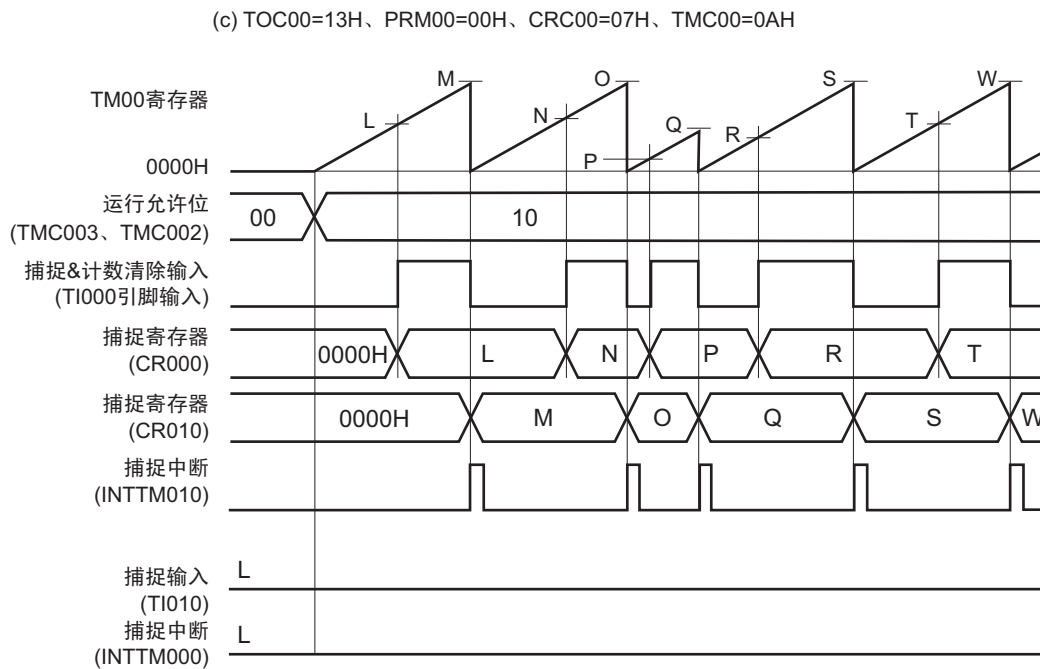 (c) TOC00=13H、PRM00=00H、CRC00=07H、TMC00=0AH
TM00寄存器
L M N O P Q R S T W
0000H
运行允许位
(TMC003、TMC002)
00 10
捕捉&计数清除输入
(TI000引脚输入)
捕捉寄存器
(CR000)
0000H L N P R T
捕捉寄存器
(CR010)
0000H M O Q S W
捕捉中断
(INTTM010)
捕捉输入
(TI010)
L
捕捉中断
(INTTM000)
L